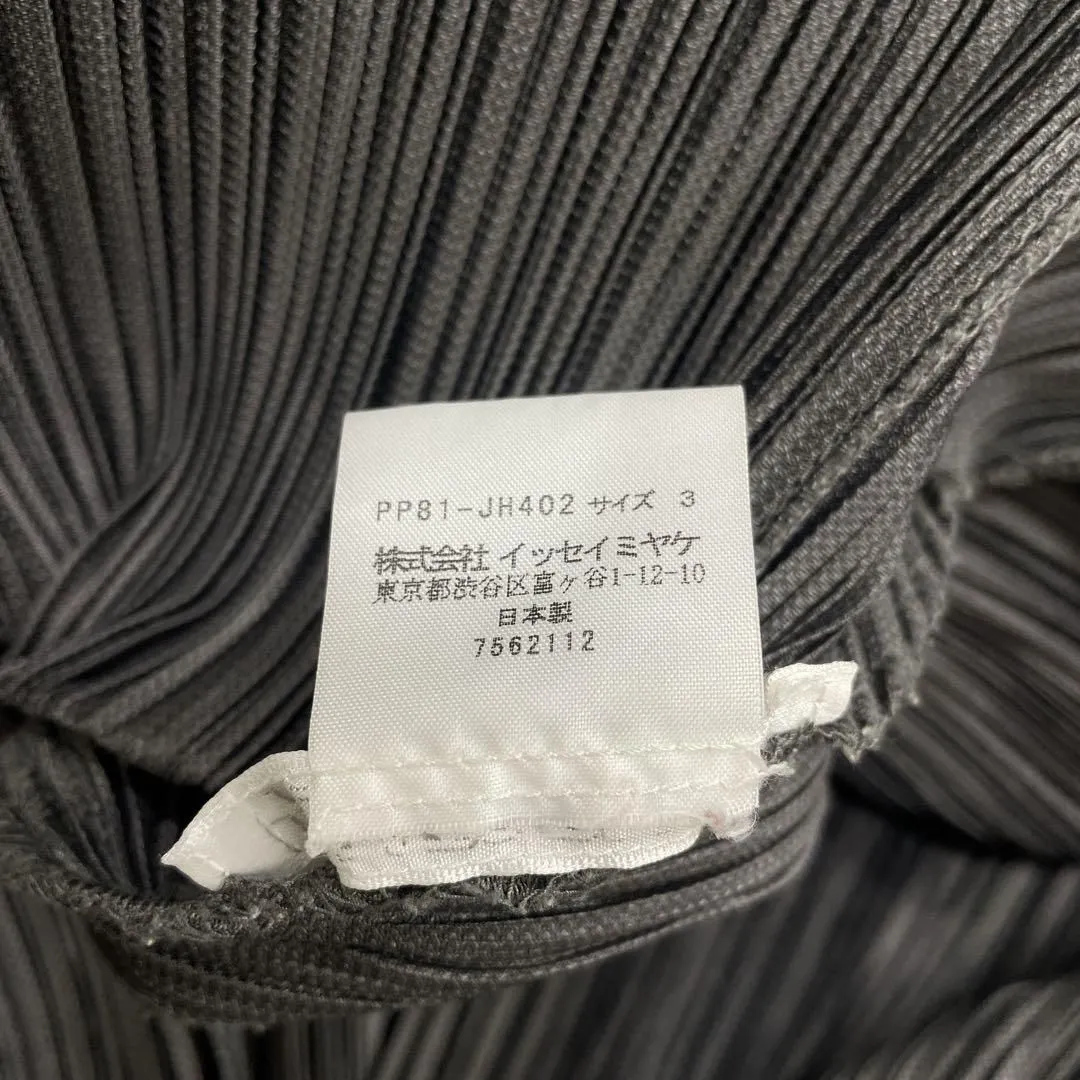 PP81-JH402 サイズ 3
株式会社 イッセイミヤケ
東京都渋谷区富ヶ谷1-12-10
日本製
7562112